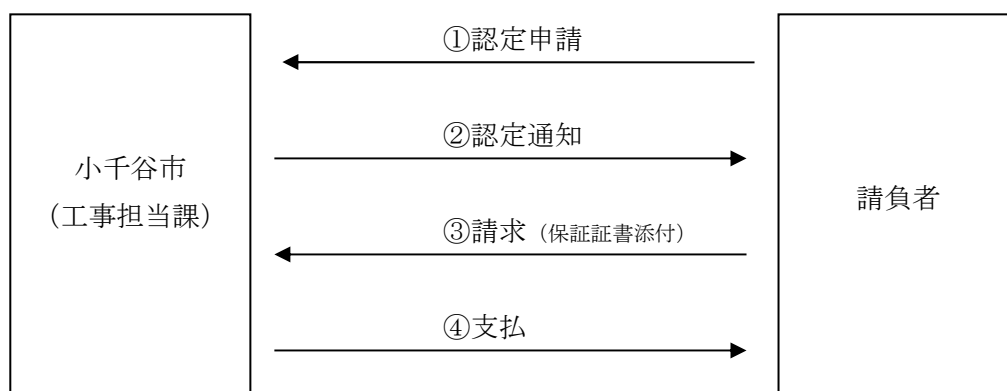 ①認定申請
②認定通知
小千谷市
（工事担当課）
請負者
③請求（保証証書添付）
④支払